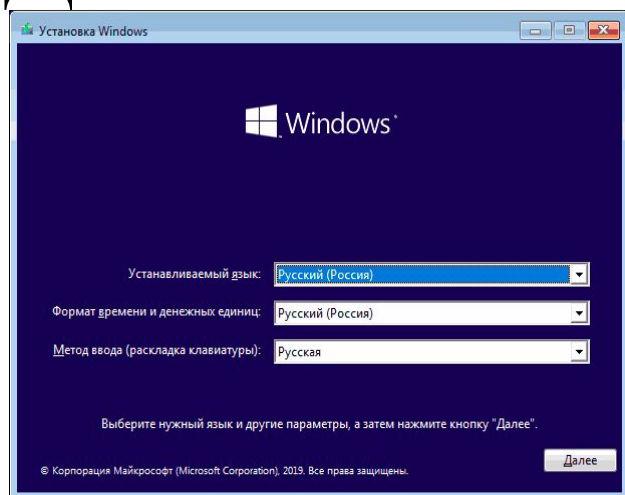 Установка Windows
Windows
Устанавливаемый язык: Русский (Россия)
Формат времени и денежных единиц: Русский (Россия)
Метод ввода (раскладка клавиатуры): Русская
Выберите нужный язык и другие параметры, а затем нажмите кнопку "Далее".
Далее
© Корпорация Майкрософт (Microsoft Corporation), 2019. Все права защищены.